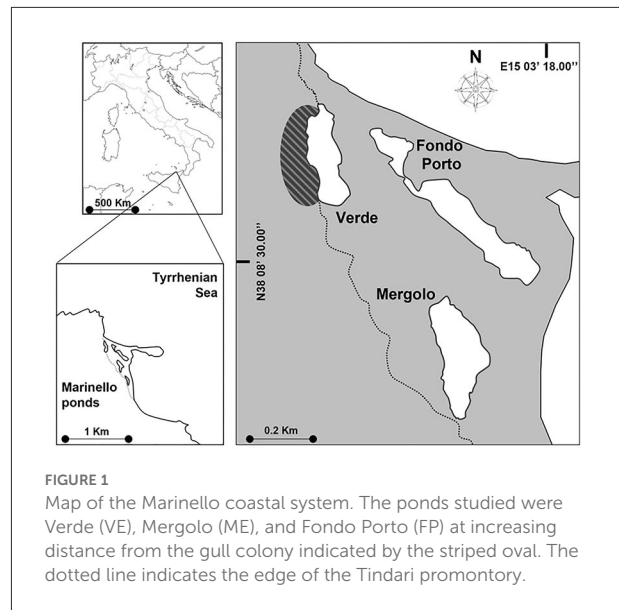 500 Km
Tyrrhenian
Sea
Marinello
ponds
1 Km
N
E15 03' 18.00''
Fondo
Porto
Verde
N38 08' 30.00''
Mergolo
0.2 Km
FIGURE 1
Map of the Marinello coastal system. The ponds studied were
Verde (VE), Mergolo (ME), and Fondo Porto (FP) at increasing
distance from the gull colony indicated by the striped oval. The
dotted line indicates the edge of the Tindari promontory.